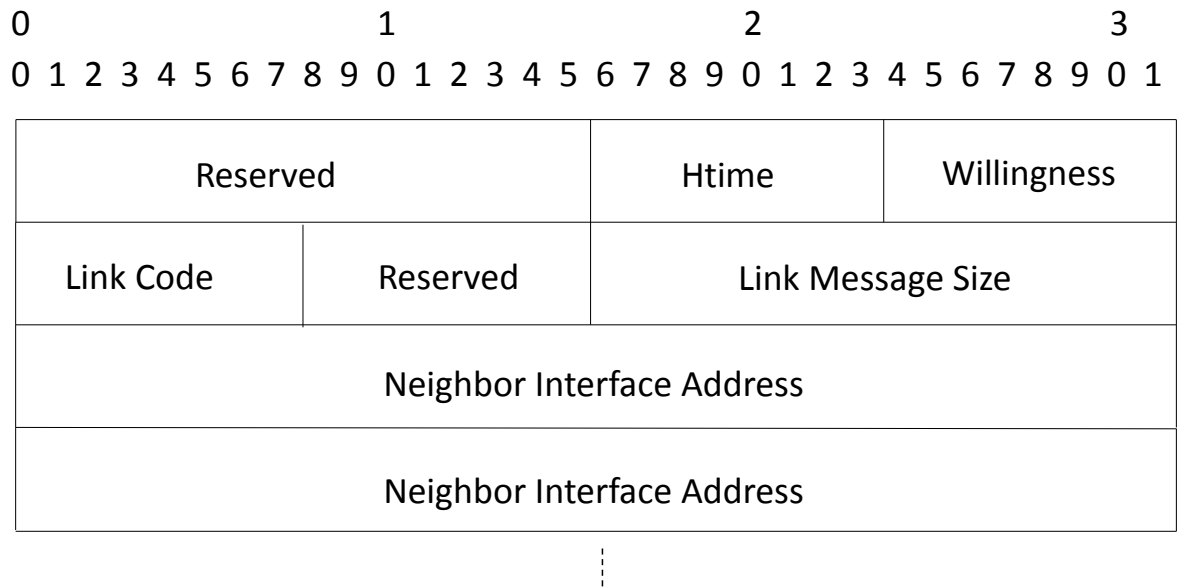 0 1 2 3
0 1 2 3 4 5 6 7 8 9 0 1 2 3 4 5 6 7 8 9 0 1 2 3 4 5 6 7 8 9 0 1
Reserved Htime Willingness
Link Code Reserved Link Message Size
Neighbor Interface Address
Neighbor Interface Address